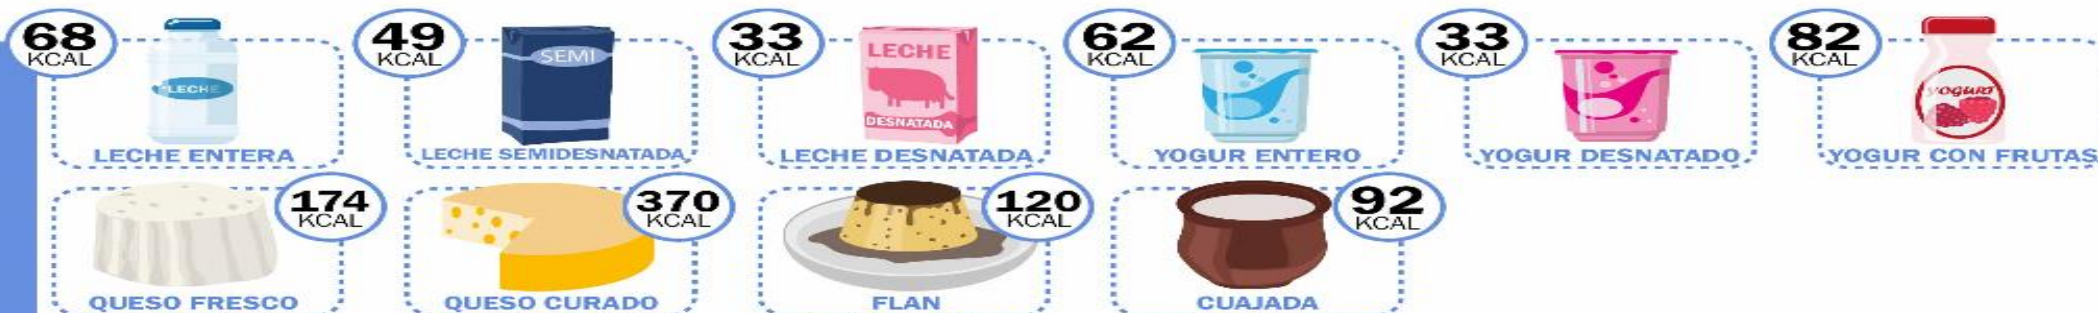 68
KCAL
LECHE
LECHE ENTERA
49
KCAL
SEMI
LECHE SEMIDESNATADA
33
KCAL
LECHE
DESNATADA
LECHE DESNATADA
62
KCAL
YOGUR ENTERO
33
KCAL
YOGUR DESNATADO
82
KCAL
yogurt
YOGUR CON FRUTAS
174
KCAL
QUESO FRESCO
370
KCAL
QUESO CURADO
120
KCAL
FLAN
92
KCAL
CUAJADA